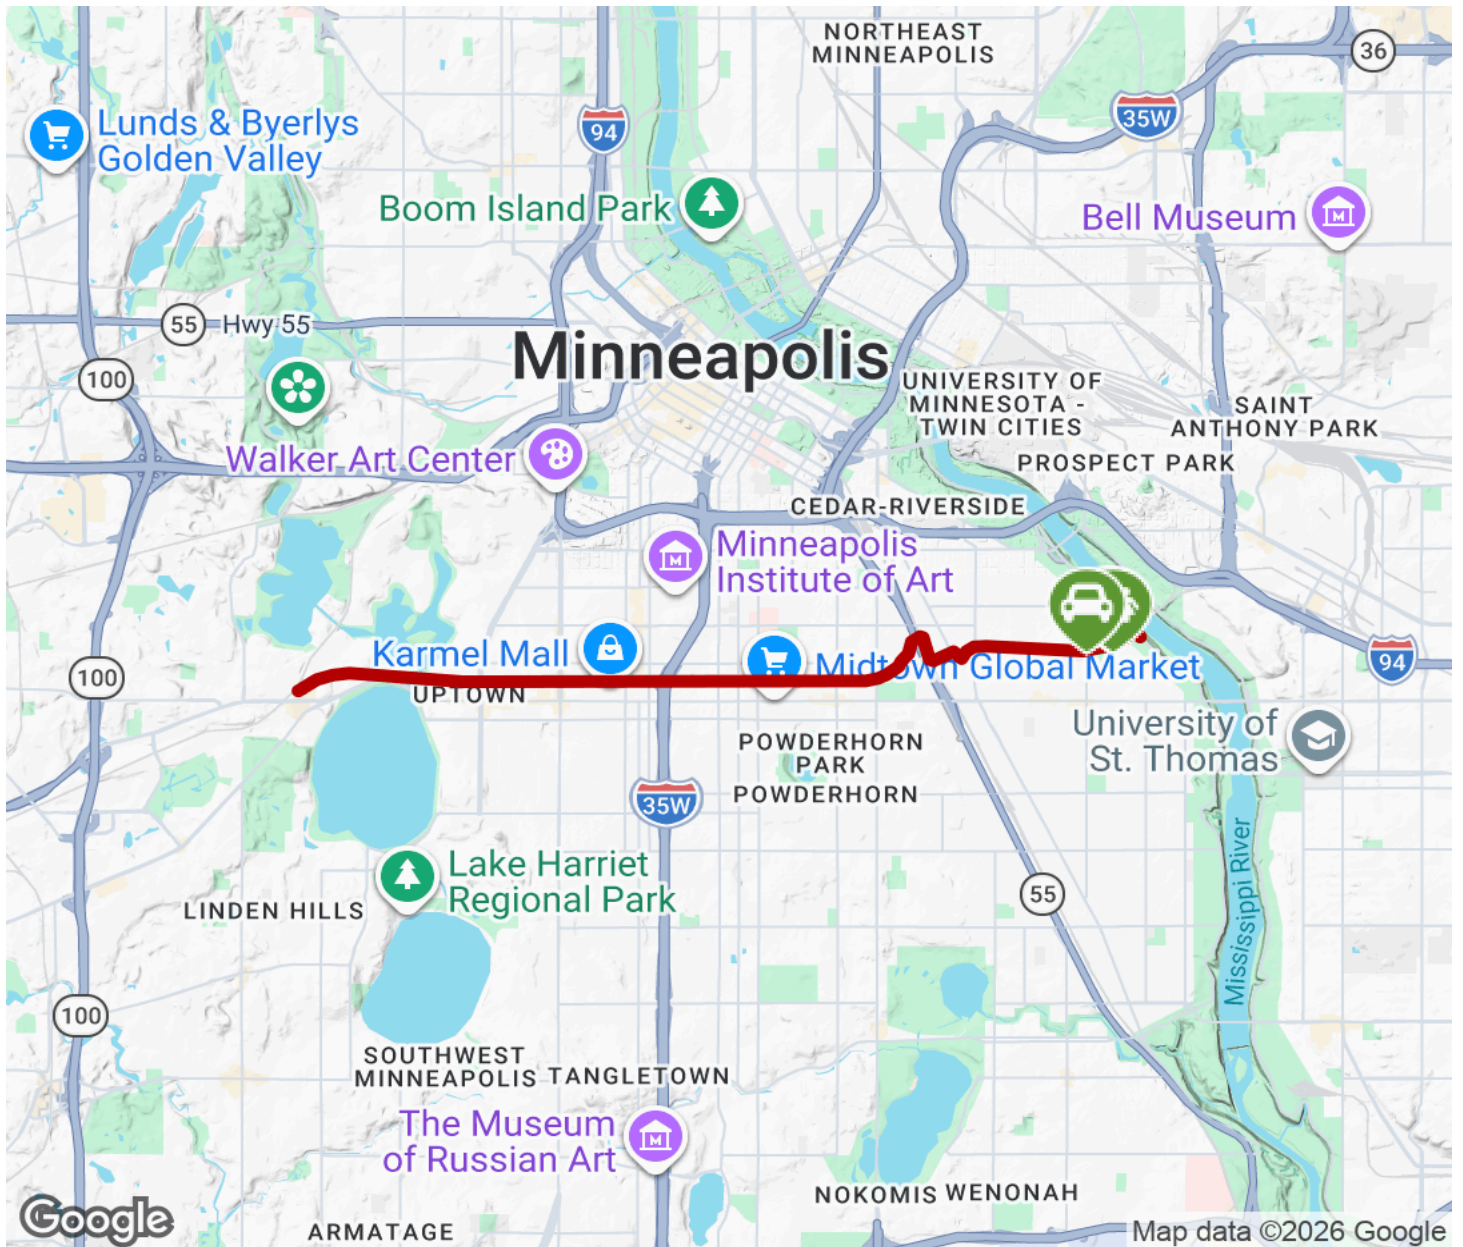 NORTHEAST
MINNEAPOLIS
36
35W
94
Lunds & Byerlys
Golden Valley
Boom Island Park
Bell Museum
55
Hwy 55
Minneapolis
100
UNIVERSITY OF
MINNESOTA -
TWIN CITIES
SAINT
ANTHONY PARK
Walker Art Center
PROSPECT PARK
CEDAR-RIVERSIDE
Minneapolis
Institute of Art
Karmel Mall
Midtown Global Market
94
100
UPTOWN
University of
St. Thomas
POWDERHORN
PARK
POWDERHORN
35W
Lake Harriet
Regional Park
55
LINDEN HILLS
Mississippi River
100
SOUTHWEST
MINNEAPOLIS
TANGLETOWN
The Museum
of Russian Art
NOKOMIS
WENONAH
Google
ARMATAGE
Map data ©2026 Google